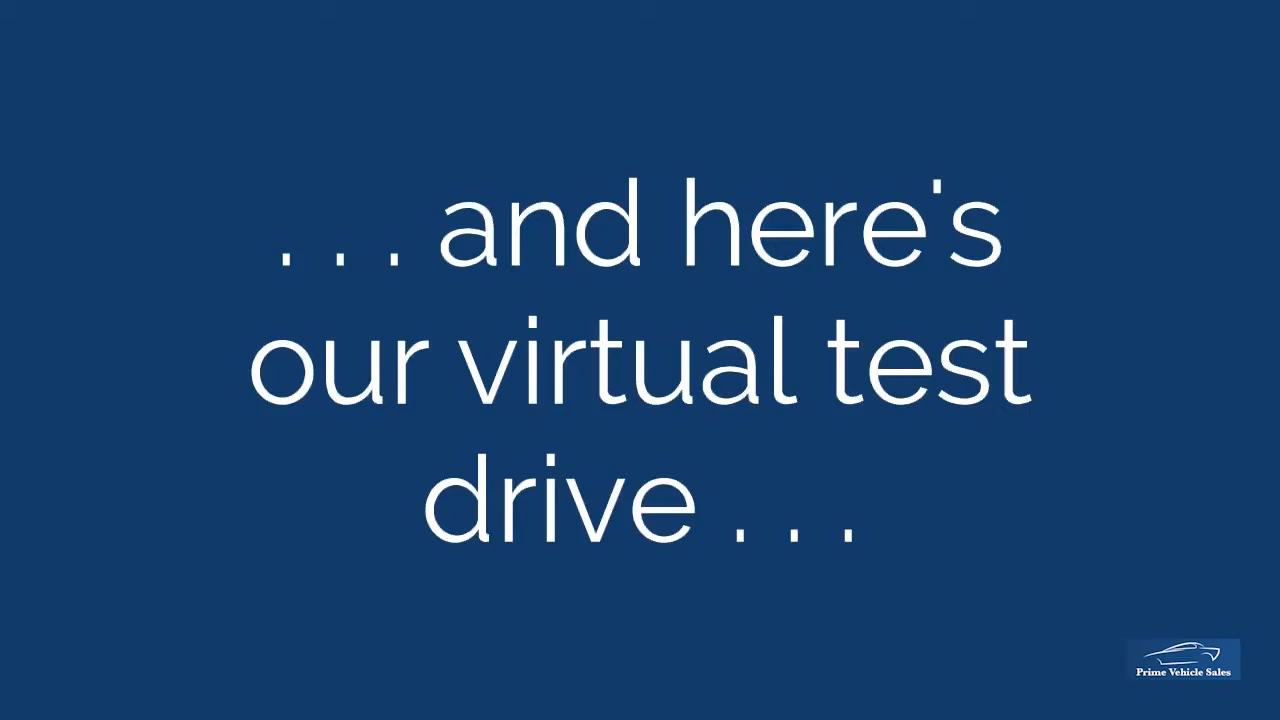 . . . and here's
our virtual test
drive . . .
Prime Vehicle Sales